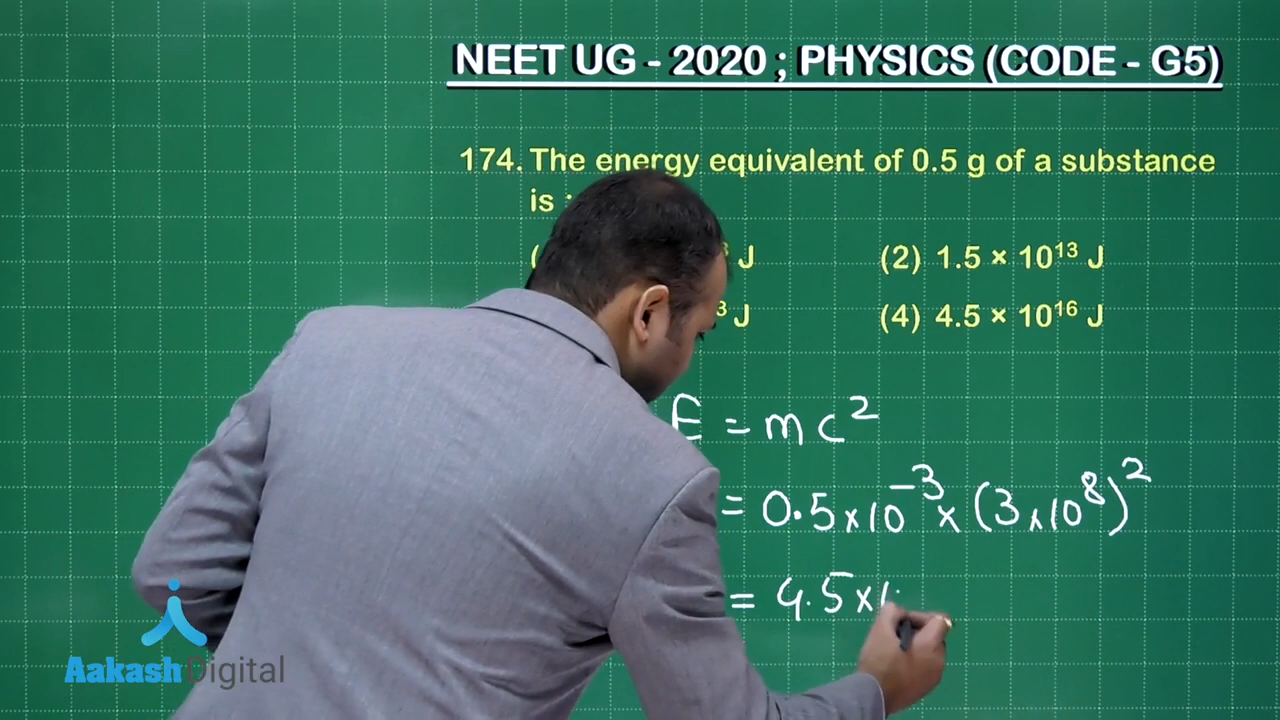 NEET UG - 2020 ; PHYSICS (CODE - G5)
174. The energy equivalent of 0.5 g of a substance
is :
J (2) 1.5 × 10¹³ J
J (4) 4.5 × 10¹⁶ J
E = mc²
= 0.5×10⁻³ × (3×10⁸)²
= 4.5×
Aakash Digital